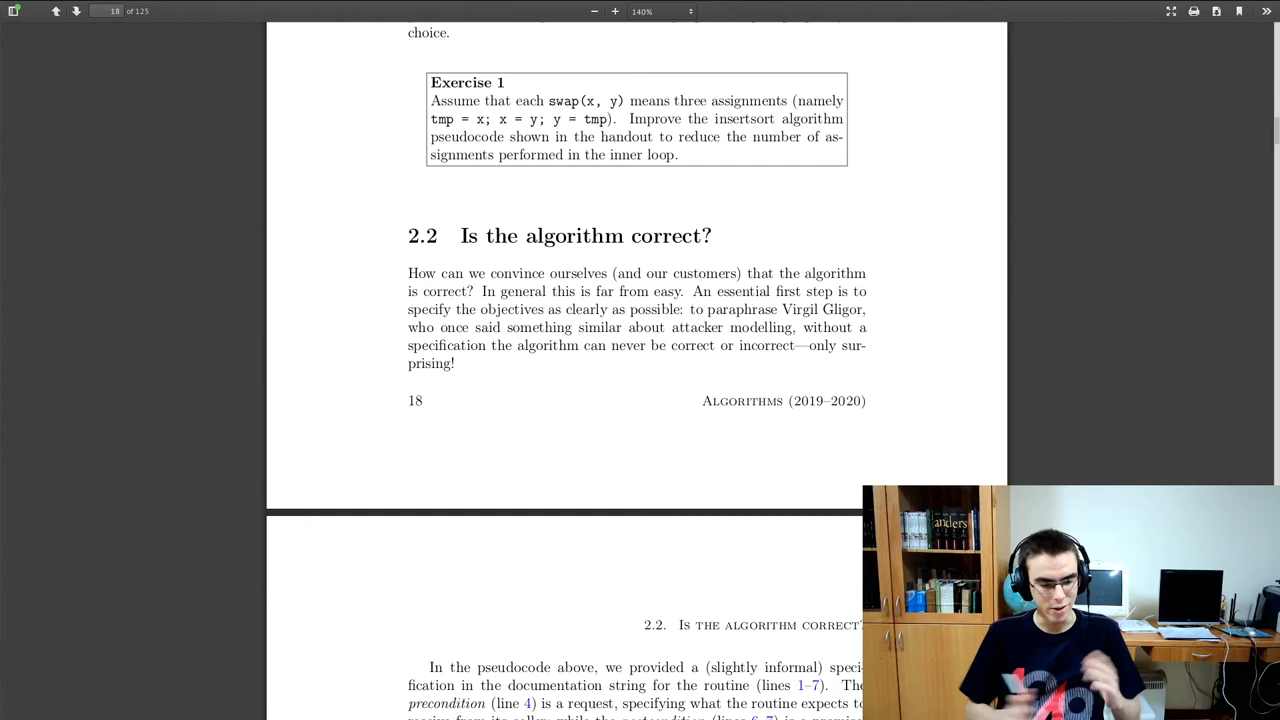 18 of 125
140%
choice.
Exercise 1
Assume that each swap(x, y) means three assignments (namely
tmp = x; x = y; y = tmp). Improve the insertsort algorithm
pseudocode shown in the handout to reduce the number of as-
signments performed in the inner loop.
2.2 Is the algorithm correct?
How can we convince ourselves (and our customers) that the algorithm
is correct? In general this is far from easy. An essential first step is to
specify the objectives as clearly as possible: to paraphrase Virgil Gligor,
who once said something similar about attacker modelling, without a
specification the algorithm can never be correct or incorrect—only sur-
prising!
18 Algorithms (2019–2020)
2.2. Is the algorithm correct?
In the pseudocode above, we provided a (slightly informal) speci-
fication in the documentation string for the routine (lines 1–7). The
precondition (line 4) is a request, specifying what the routine expects to
anders
128